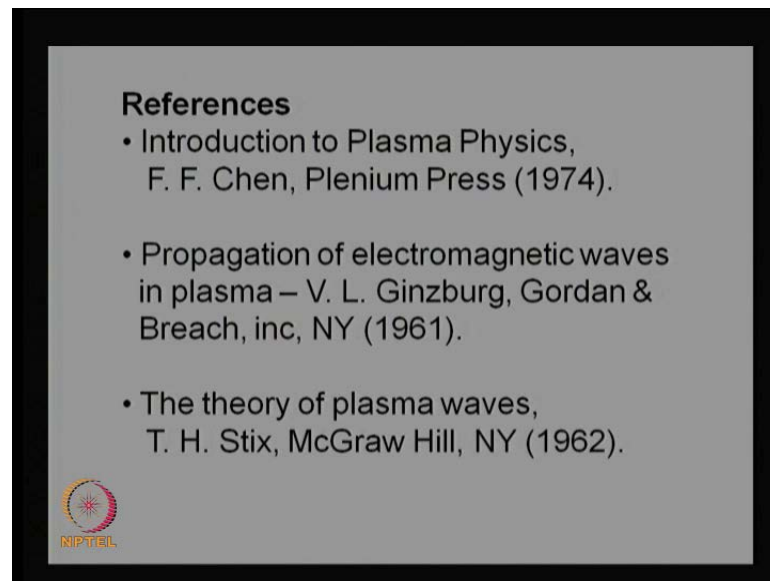 References
• Introduction to Plasma Physics,
F. F. Chen, Plenium Press (1974).
• Propagation of electromagnetic waves
in plasma – V. L. Ginzburg, Gordan &
Breach, inc, NY (1961).
• The theory of plasma waves,
T. H. Stix, McGraw Hill, NY (1962).
NPTEL